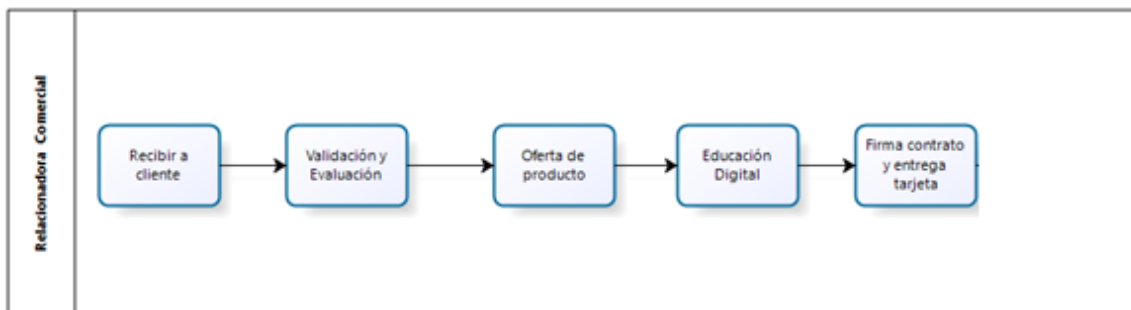 Relacionadora Comercial
Recibir a
cliente
Validación y
Evaluación
Oferta de
producto
Educación
Digital
Firma contrato
y entrega
tarjeta